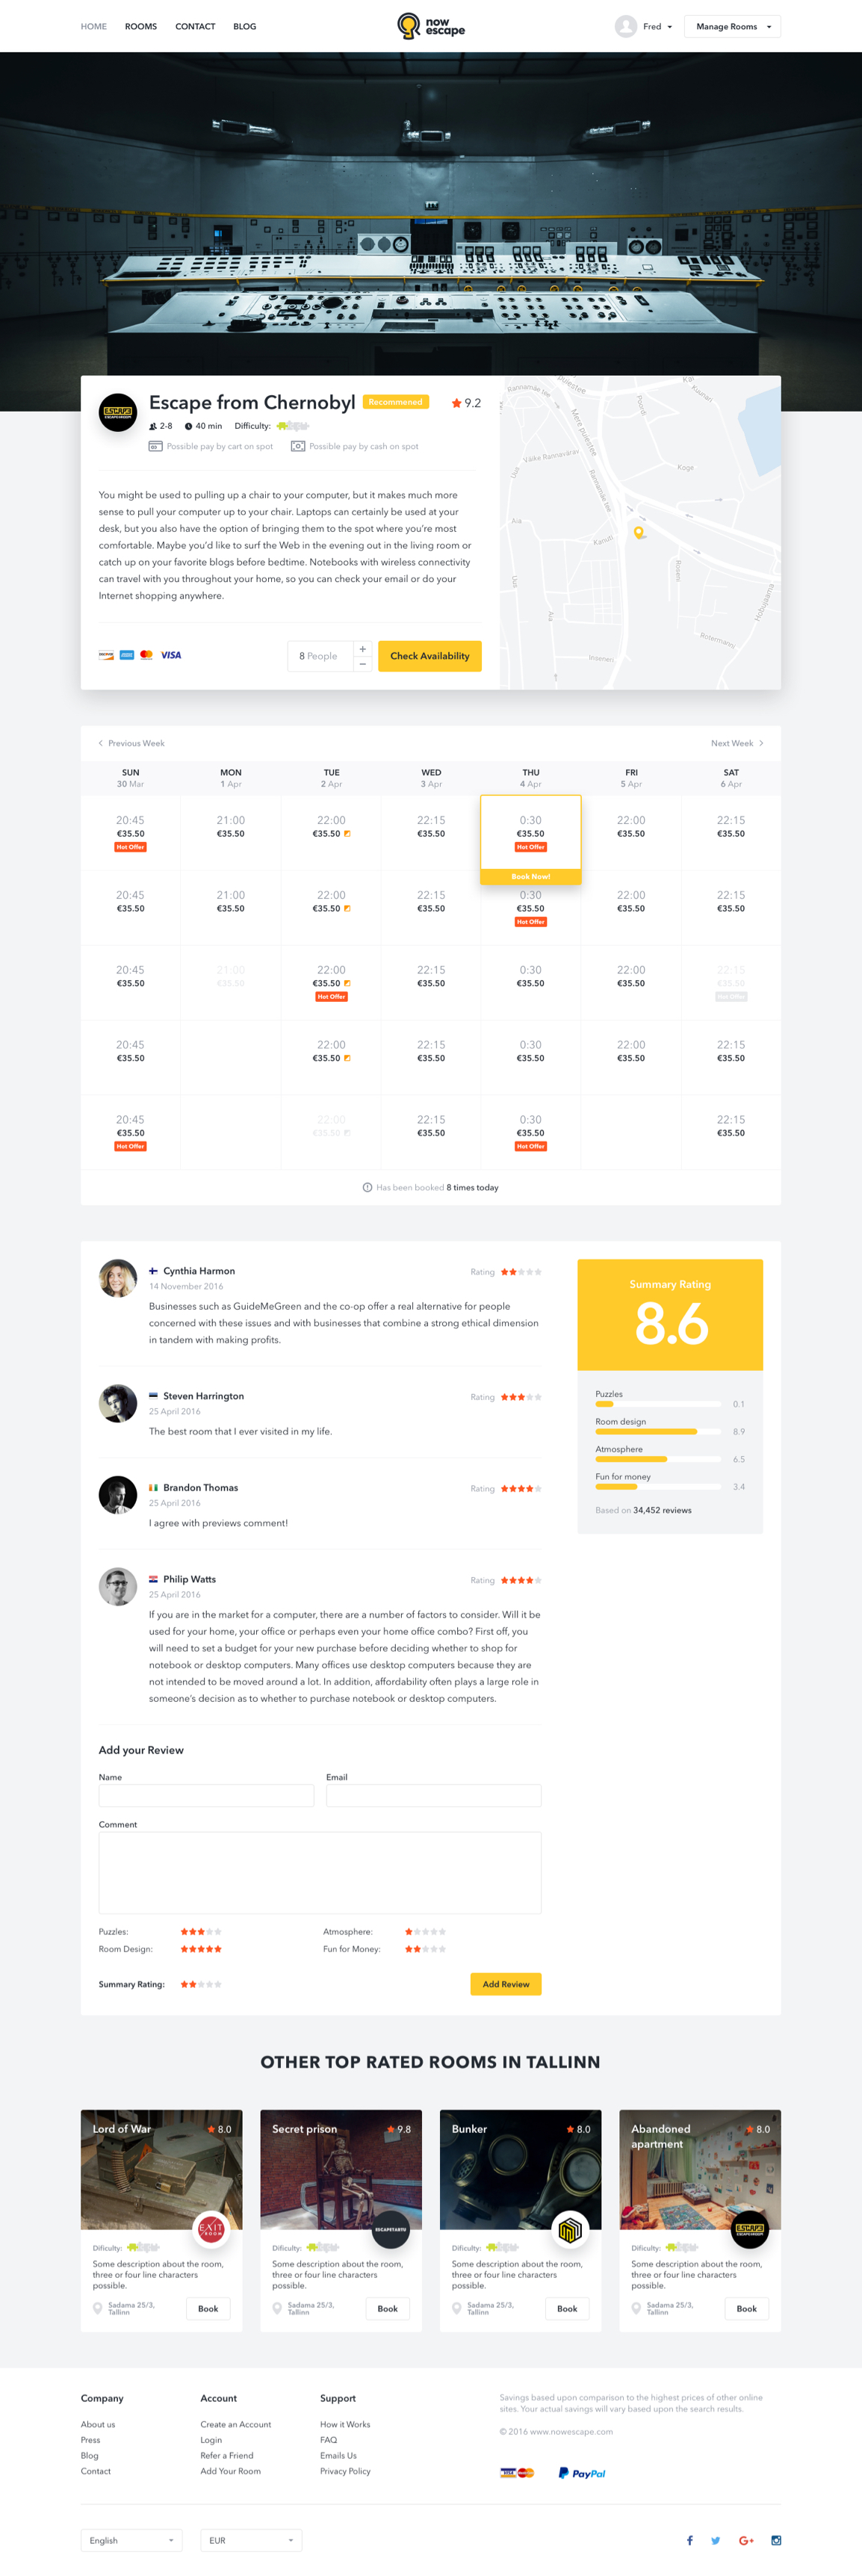 HOME ROOMS CONTACT BLOG
now
escape
Fred
Manage Rooms
ESCAPE
Escape from Chernobyl
Recommened
9.2
2-8
40 min
Difficulty:
Possible pay by cart on spot
Possible pay by cash on spot
You might be used to pulling up a chair to your computer, but it makes much more
sense to pull your computer up to your chair. Laptops can certainly be used at your
desk, but you also have the option of bringing them to the spot where you're most
comfortable. Maybe you'd like to surf the Web in the evening out in the living room or
catch up on your favorite blogs before bedtime. Notebooks with wireless connectivity
can travel with you throughout your home, so you can check your email or do your
Internet shopping anywhere.
VISA
8 People
+
−
Check Availability
Rannamäe tee
Mere puiestee
Väike Rannavärav
Uus
Koge
Aia
Kanuti
Roseni
Rotermanni
Hobujaama
Inseneri
Previous Week
Next Week
SUN MON TUE WED THU FRI SAT
30 Mar 1 Apr 2 Apr 3 Apr 4 Apr 5 Apr 6 Apr
20:45 21:00 22:00 22:15 0:30 22:00 22:15
€35.50 €35.50 €35.50 €35.50 €35.50 €35.50 €35.50
Hot Offer Hot Offer
Book Now!
20:45 21:00 22:00 22:15 0:30 22:00 22:15
€35.50 €35.50 €35.50 €35.50 €35.50 €35.50 €35.50
Hot Offer
20:45 21:00 22:00 22:15 0:30 22:00 22:15
€35.50 €35.50 €35.50 €35.50 €35.50 €35.50 €35.50
Hot Offer Hot Offer
20:45 22:00 22:15 0:30 22:00 22:15
€35.50 €35.50 €35.50 €35.50 €35.50 €35.50
20:45 22:00 22:15 0:30 22:15
€35.50 €35.50 €35.50 €35.50 €35.50
Hot Offer Hot Offer
Has been booked 8 times today
Cynthia Harmon
Rating
14 November 2016
Businesses such as GuideMeGreen and the co-op offer a real alternative for people
concerned with these issues and with businesses that combine a strong ethical dimension
in tandem with making profits.
Steven Harrington
Rating
25 April 2016
The best room that I ever visited in my life.
Brandon Thomas
Rating
25 April 2016
I agree with previews comment!
Philip Watts
Rating
25 April 2016
If you are in the market for a computer, there are a number of factors to consider. Will it be
used for your home, your office or perhaps even your home office combo? First off, you
will need to set a budget for your new purchase before deciding whether to shop for
notebook or desktop computers. Many offices use desktop computers because they are
not intended to be moved around a lot. In addition, affordability often plays a large role in
someone's decision as to whether to purchase notebook or desktop computers.
Summary Rating
8.6
Puzzles
0.1
Room design
8.9
Atmosphere
6.5
Fun for money
3.4
Based on 34,452 reviews
Add your Review
Name
Email
Comment
Puzzles:
Atmosphere:
Room Design:
Fun for Money:
Summary Rating:
Add Review
OTHER TOP RATED ROOMS IN TALLINN
Lord of War
8.0
EXIT
ROOM
Dificulty:
Some description about the room,
three or four line characters
possible.
Sadama 25/3,
Tallinn
Book
Secret prison
9.8
ESCAPETARTU
Dificulty:
Some description about the room,
three or four line characters
possible.
Sadama 25/3,
Tallinn
Book
Bunker
8.0
Dificulty:
Some description about the room,
three or four line characters
possible.
Sadama 25/3,
Tallinn
Book
Abandoned
apartment
8.0
ESCAPE
Dificulty:
Some description about the room,
three or four line characters
possible.
Sadama 25/3,
Tallinn
Book
Company
About us
Press
Blog
Contact
Account
Create an Account
Login
Refer a Friend
Add Your Room
Support
How it Works
FAQ
Emails Us
Privacy Policy
Savings based upon comparison to the highest prices of other online
sites. Your actual savings will vary based upon the search results.
© 2016 www.nowescape.com
VISA
PayPal
English
EUR